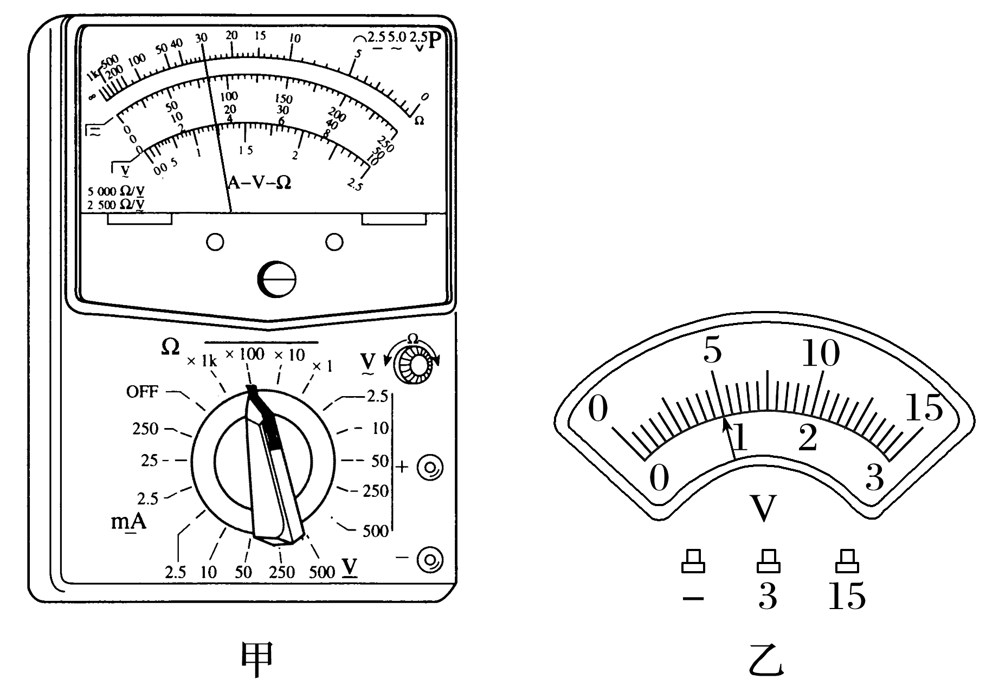 1k 500 200 100 50 40 30 20 15 10 5 0
⌒ 2.5 5.0 2.5 P
— ~ V
∞ Ω
0 50 100 150 200 250
0 10 20 30 40 50
0 2 4 6 8 10
00 5 1 1 5 2 2.5
V
A-V-Ω
5 000 Ω/V
2 500 Ω/V
Ω
× 1k × 100 × 10 × 1
V Ω
OFF 2.5
250 10
25 50 +
2.5 250
mA 500
2.5 10 50 250 500 V −
甲
0 5 10 15
0 1 2 3
V
− 3 15
乙